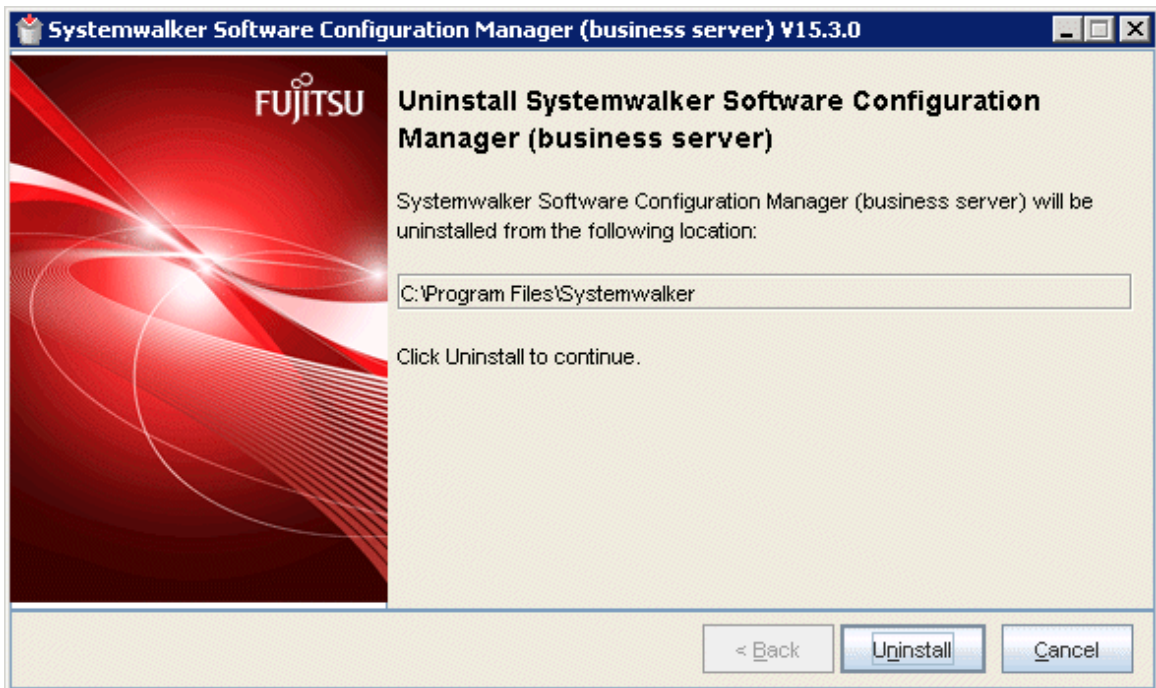 Systemwalker Software Configuration Manager (business server) V15.3.0
FUJITSU
Uninstall Systemwalker Software Configuration
Manager (business server)
Systemwalker Software Configuration Manager (business server) will be
uninstalled from the following location:
C:\Program Files\Systemwalker
Click Uninstall to continue.
< Back
Uninstall
Cancel